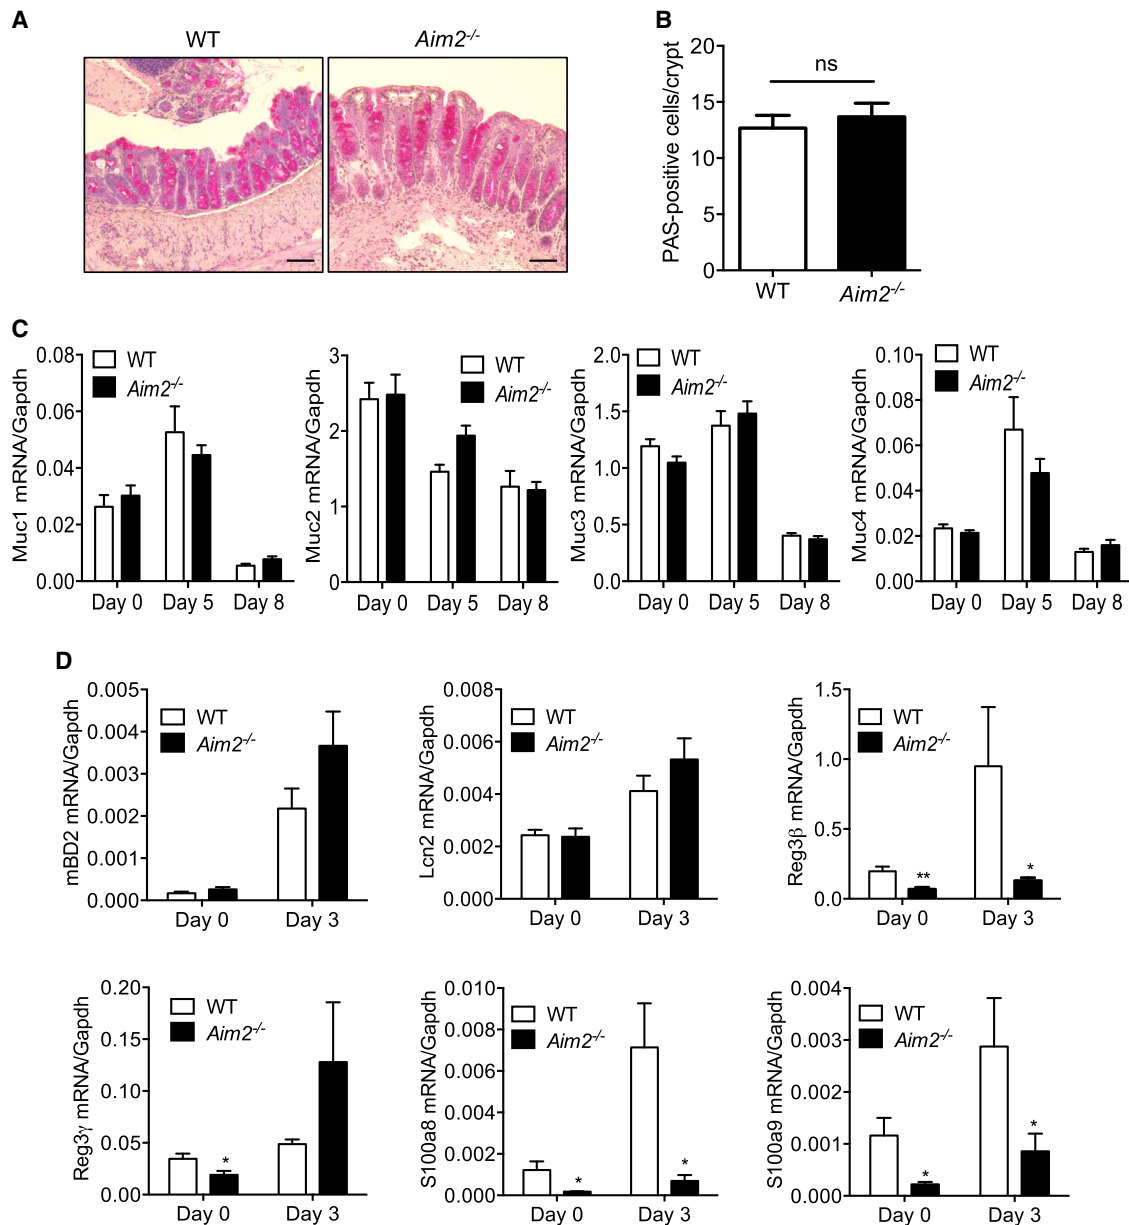 A
WT
Aim2-/-
B
PAS-positive cells/crypt
20
15
10
5
0
ns
WT
Aim2-/-
C
Muc1 mRNA/Gapdh
0.08
0.06
0.04
0.02
0.00
WT
Aim2-/-
Day 0 Day 5 Day 8
Muc2 mRNA/Gapdh
3
2
1
0
WT
Aim2-/-
Day 0 Day 5 Day 8
Muc3 mRNA/Gapdh
2.0
1.5
1.0
0.5
0.0
WT
Aim2-/-
Day 0 Day 5 Day 8
Muc4 mRNA/Gapdh
0.10
0.08
0.06
0.04
0.02
0.00
WT
Aim2-/-
Day 0 Day 5 Day 8
D
mBD2 mRNA/Gapdh
0.005
0.004
0.003
0.002
0.001
0.000
WT
Aim2-/-
Day 0 Day 3
Lcn2 mRNA/Gapdh
0.008
0.006
0.004
0.002
0.000
WT
Aim2-/-
Day 0 Day 3
Reg3β mRNA/Gapdh
1.5
1.0
0.5
0.0
WT
Aim2-/-
**
*
Day 0 Day 3
Reg3γ mRNA/Gapdh
0.20
0.15
0.10
0.05
0.00
WT
Aim2-/-
*
Day 0 Day 3
S100a8 mRNA/Gapdh
0.010
0.008
0.006
0.004
0.002
0.000
WT
Aim2-/-
*
*
Day 0 Day 3
S100a9 mRNA/Gapdh
0.004
0.003
0.002
0.001
0.000
WT
Aim2-/-
*
*
Day 0 Day 3